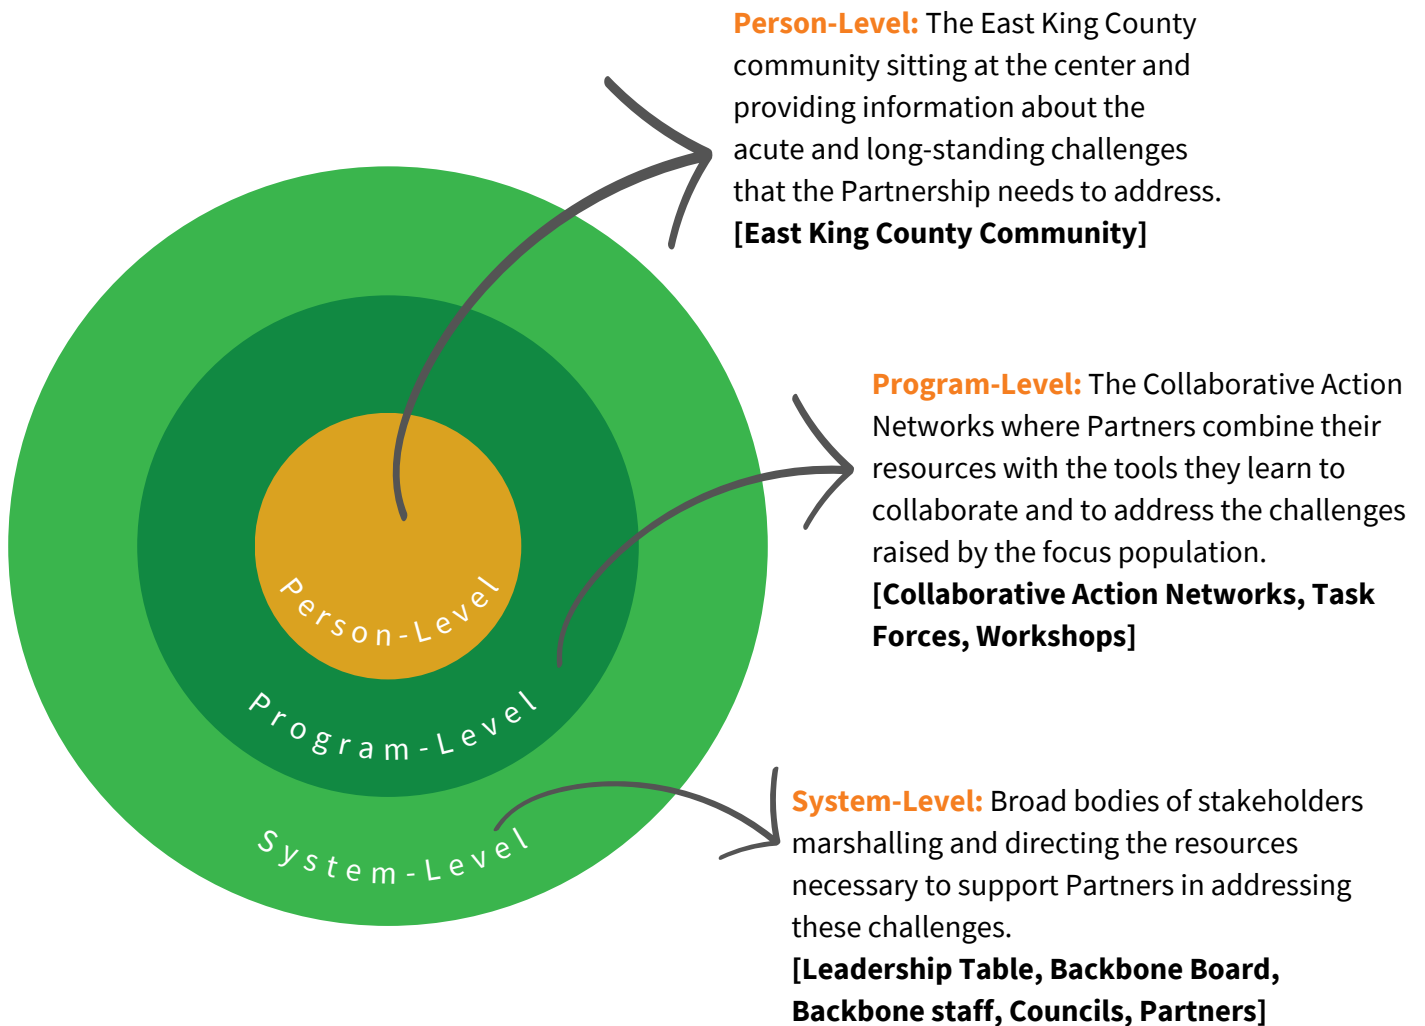 Person-Level: The East King County
community sitting at the center and
providing information about the
acute and long-standing challenges
that the Partnership needs to address.
[East King County Community]
Program-Level: The Collaborative Action
Networks where Partners combine their
resources with the tools they learn to
collaborate and to address the challenges
raised by the focus population.
[Collaborative Action Networks, Task
Forces, Workshops]
System-Level: Broad bodies of stakeholders
marshalling and directing the resources
necessary to support Partners in addressing
these challenges.
[Leadership Table, Backbone Board,
Backbone staff, Councils, Partners]
Person-Level
Program-Level
System-Level